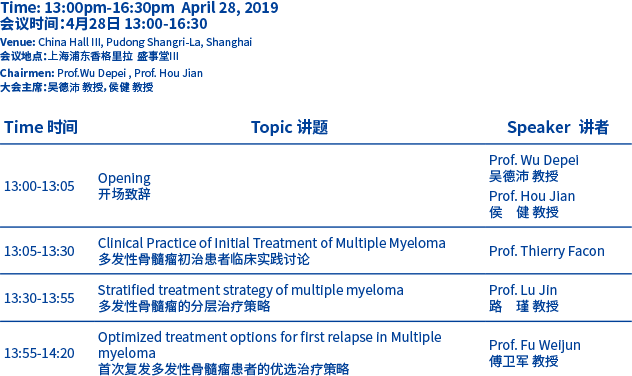 Time: 13:00pm-16:30pm  April 28, 2019
会议时间：4月28日 13:00-16:30
Venue: China Hall III, Pudong Shangri-La, Shanghai
会议地点：上海浦东香格里拉 盛事堂III
Chairmen: Prof.Wu Depei , Prof. Hou Jian
大会主席：吴德沛 教授，侯健 教授
Time 时间 Topic 讲题 Speaker 讲者
13:00-13:05
Opening
开场致辞
Prof. Wu Depei
吴德沛 教授
Prof. Hou Jian
侯 健 教授
13:05-13:30
Clinical Practice of Initial Treatment of Multiple Myeloma
多发性骨髓瘤初治患者临床实践讨论
Prof. Thierry Facon
13:30-13:55
Stratified treatment strategy of multiple myeloma
多发性骨髓瘤的分层治疗策略
Prof. Lu Jin
路 瑾 教授
13:55-14:20
Optimized treatment options for first relapse in Multiple
myeloma
首次复发多发性骨髓瘤患者的优选治疗策略
Prof. Fu Weijun
傅卫军 教授